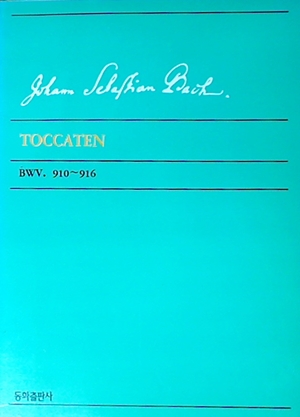 Johann Sebastian Bach.
TOCCATEN
BWV. 910~916
동아출판사